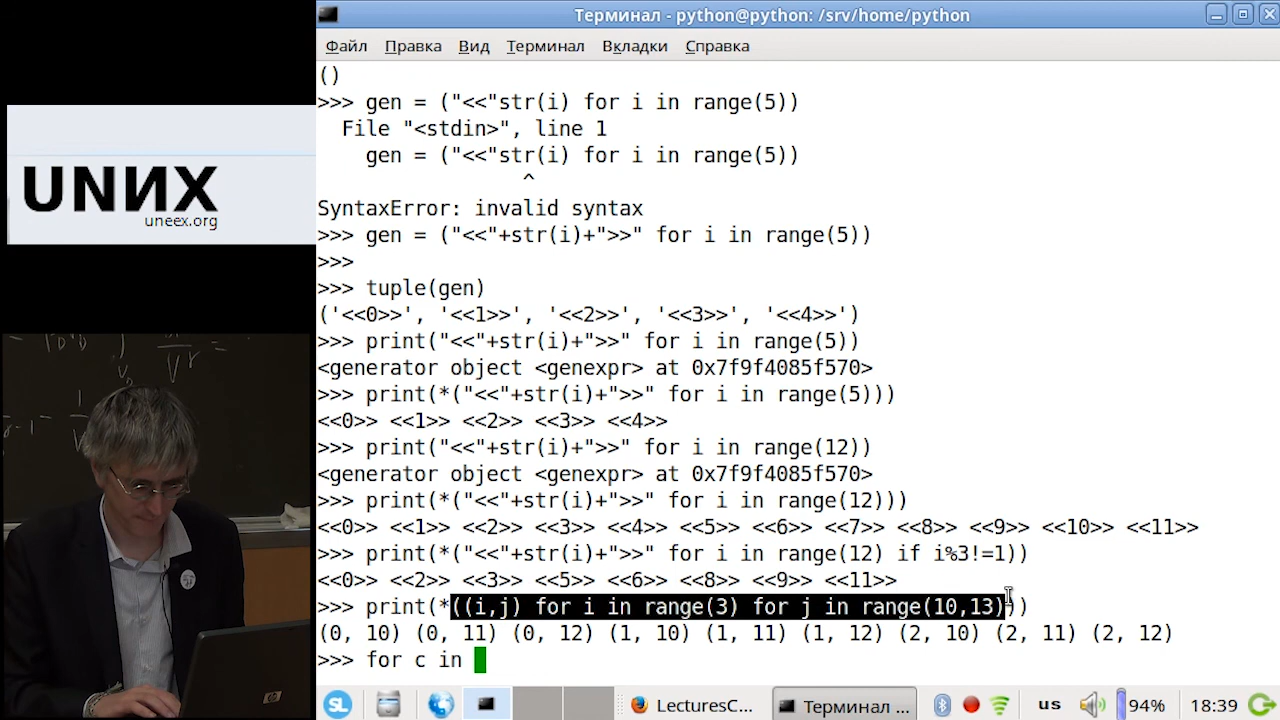 Терминал - python@python: /srv/home/python
Файл Правка Вид Терминал Вкладки Справка
()
>>> gen = ("<<"str(i) for i in range(5))
File "<stdin>", line 1
gen = ("<<"str(i) for i in range(5))
^
SyntaxError: invalid syntax
>>> gen = ("<<"+str(i)+">>" for i in range(5))
>>>
>>> tuple(gen)
('<<0>>', '<<1>>', '<<2>>', '<<3>>', '<<4>>')
>>> print("<<"+str(i)+">>" for i in range(5))
<generator object <genexpr> at 0x7f9f4085f570>
>>> print(*("<<"+str(i)+">>" for i in range(5)))
<<0>> <<1>> <<2>> <<3>> <<4>>
>>> print("<<"+str(i)+">>" for i in range(12))
<generator object <genexpr> at 0x7f9f4085f570>
>>> print(*("<<"+str(i)+">>" for i in range(12)))
<<0>> <<1>> <<2>> <<3>> <<4>> <<5>> <<6>> <<7>> <<8>> <<9>> <<10>> <<11>>
>>> print(*("<<"+str(i)+">>" for i in range(12) if i%3!=1))
<<0>> <<2>> <<3>> <<5>> <<6>> <<8>> <<9>> <<11>>
>>> print(*((i,j) for i in range(3) for j in range(10,13)))
(0, 10) (0, 11) (0, 12) (1, 10) (1, 11) (1, 12) (2, 10) (2, 11) (2, 12)
>>> for c in
LecturesC...
Терминал ...
us
94%
18:39
UNИX
uneex.org
hp